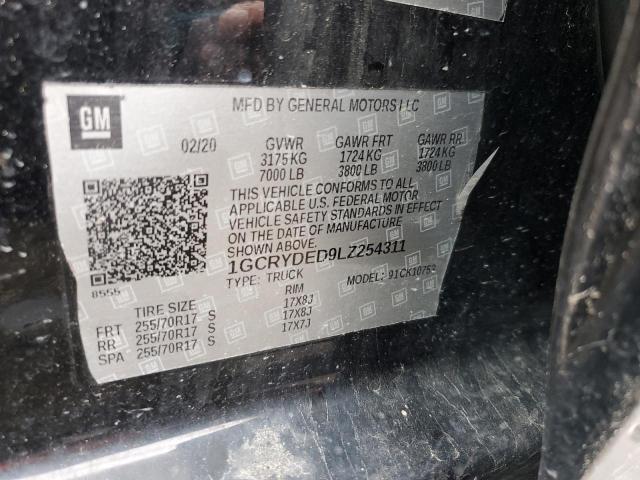 GM
MFD BY GENERAL MOTORS LLC
02/20 GVWR GAWR FRT GAWR RR
3175 KG 1724 KG 1724 KG
7000 LB 3800 LB 3800 LB
THIS VEHICLE CONFORMS TO ALL
APPLICABLE U.S. FEDERAL MOTOR
VEHICLE SAFETY STANDARDS IN EFFECT
ON THE DATE OF MANUFACTURE
SHOWN ABOVE.
1GCRYDED9LZ254311
8555 TYPE: TRUCK MODEL: 91CK10753
TIRE SIZE RIM
FRT 255/70R17 S 17X8J
RR 255/70R17 S 17X8J
SPA 255/70R17 S 17X7J